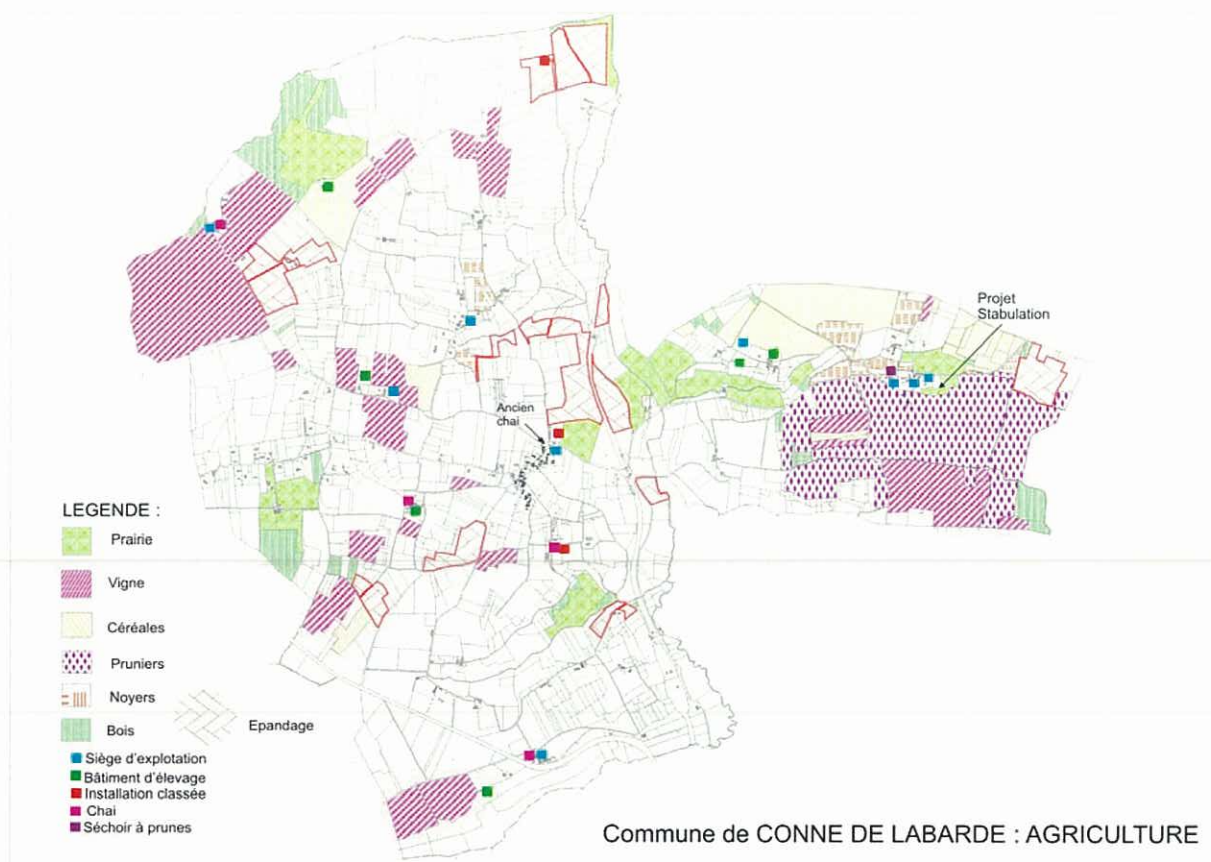 Projet
Stabulation
Ancien
chai
LEGENDE :
Prairie
Vigne
Céréales
Pruniers
Noyers
Bois
Epandage
Siège d'explotation
Bâtiment d'élevage
Installation classée
Chai
Séchoir à prunes
Commune de CONNE DE LABARDE : AGRICULTURE